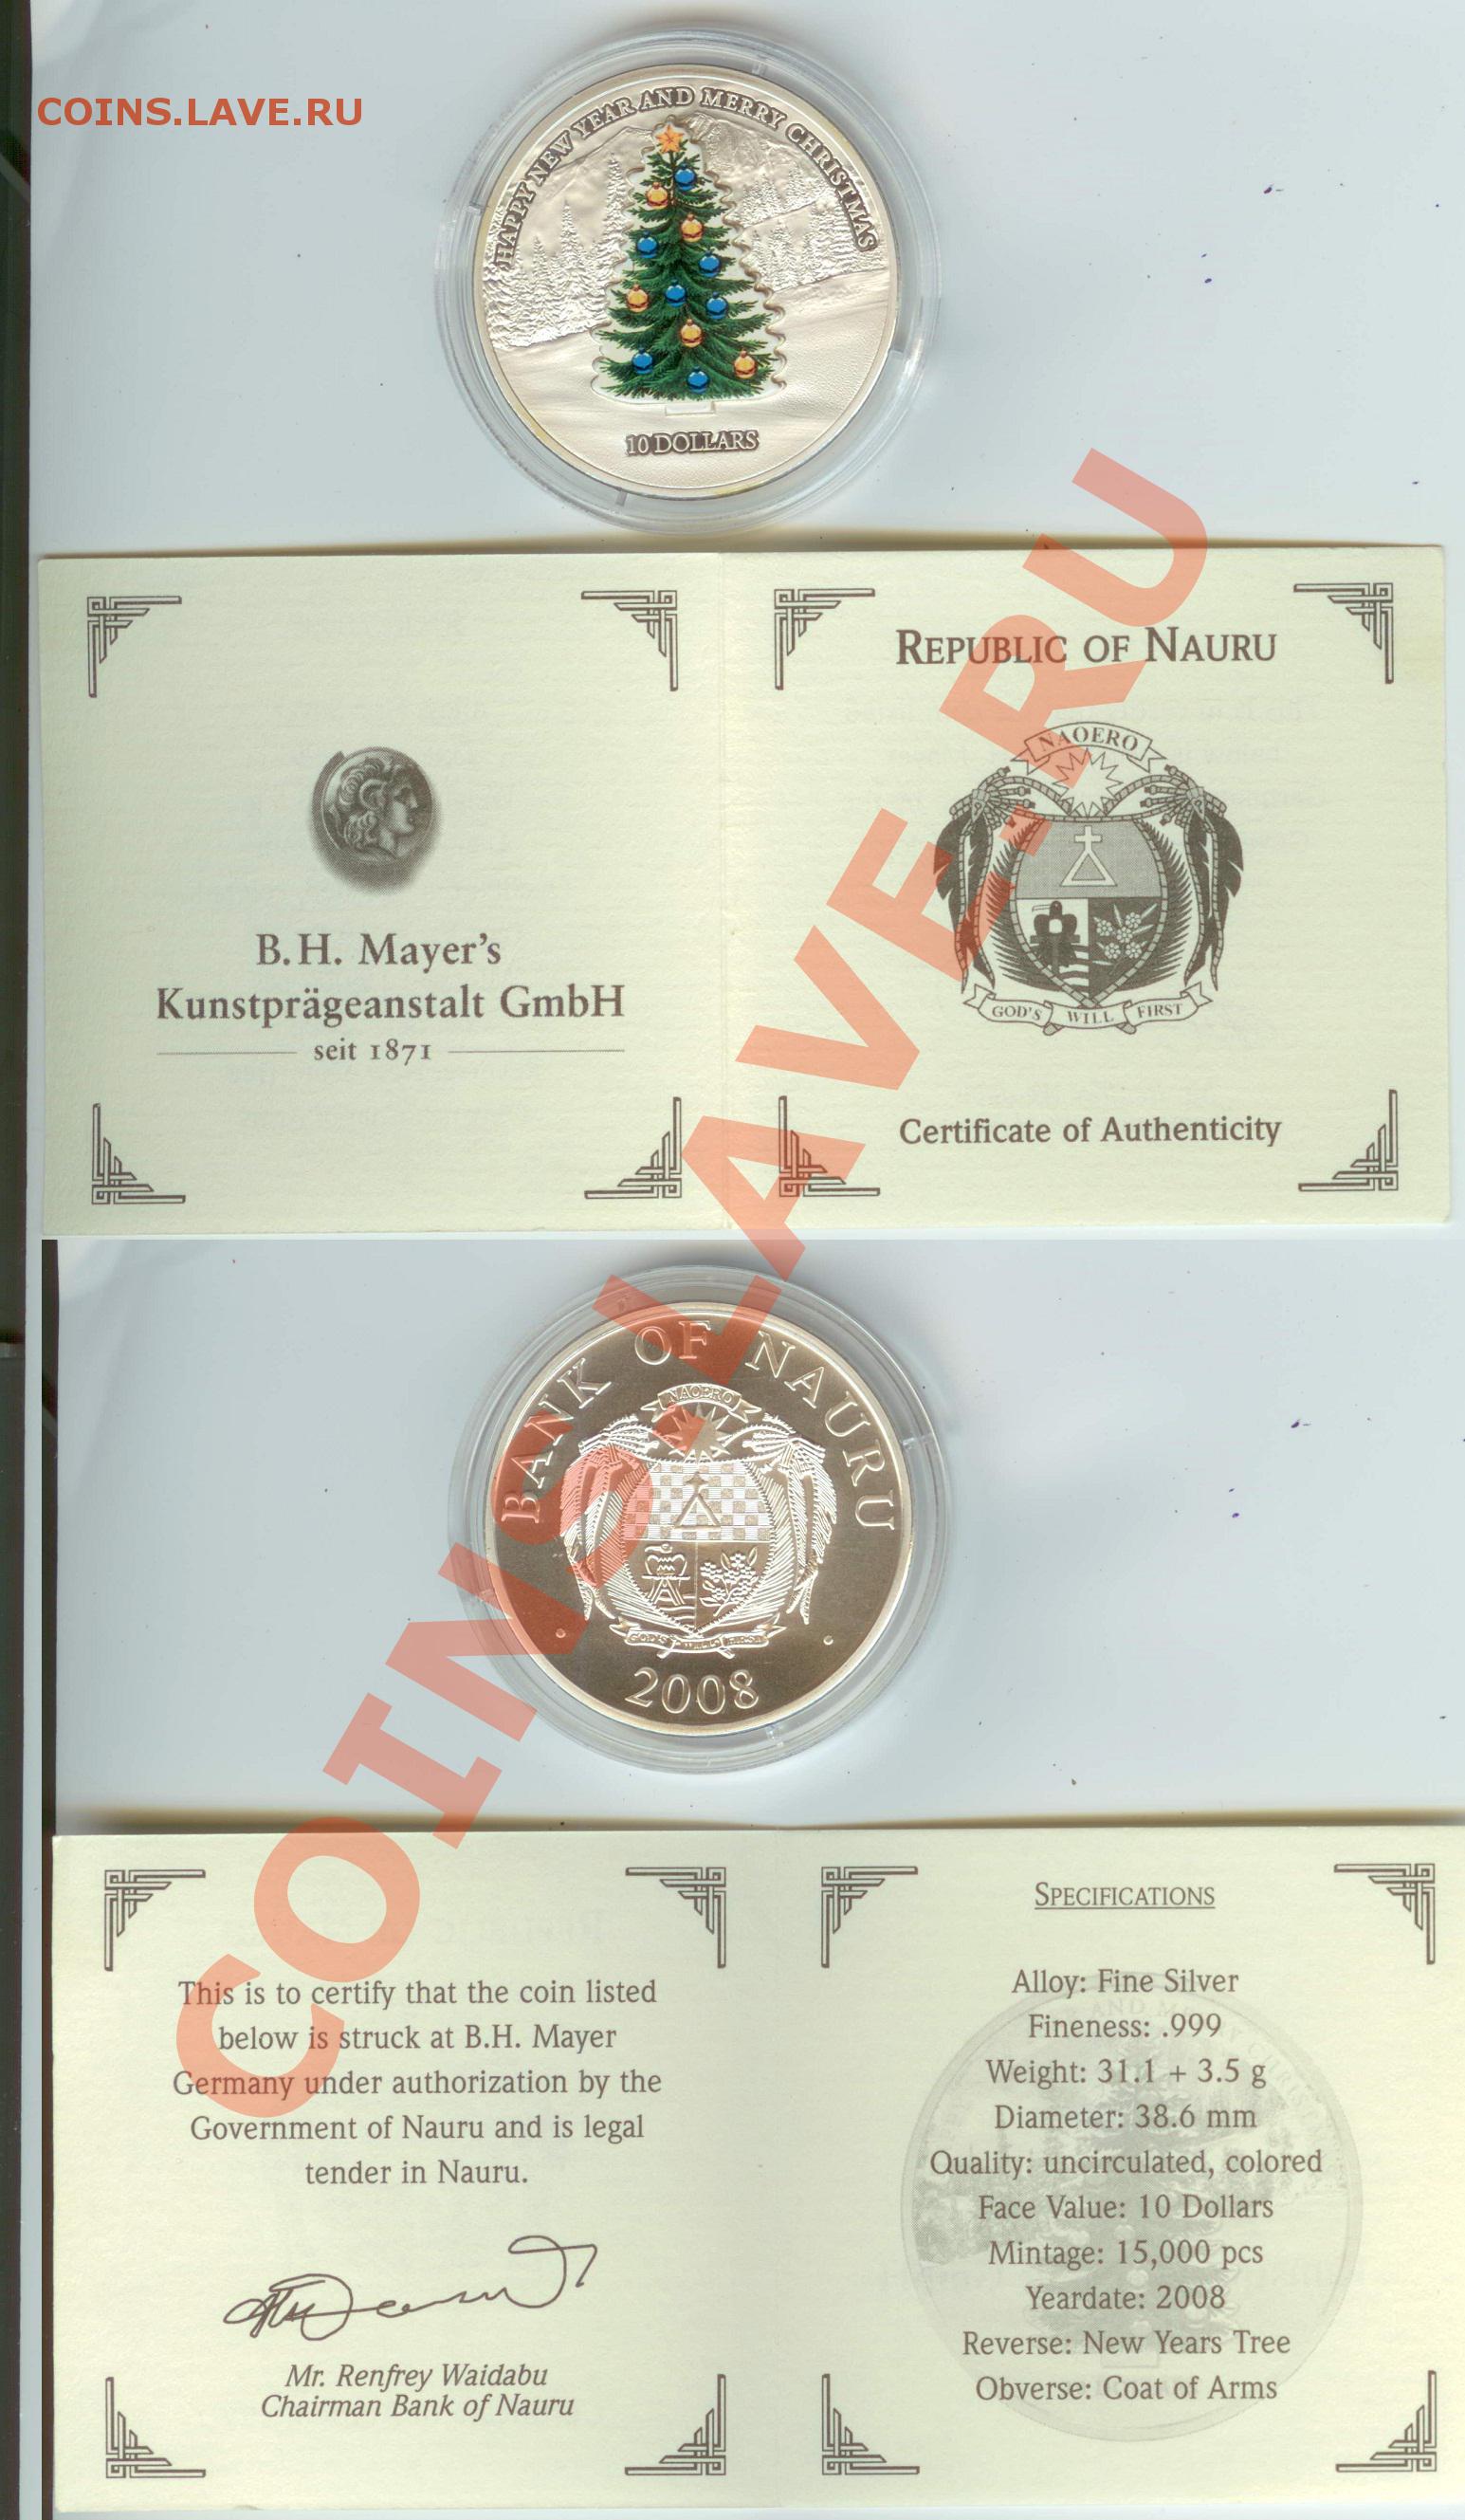 COINS.LAVE.RU
HAPPY NEW YEAR AND MERRY CHRISTMAS
10 DOLLARS
REPUBLIC OF NAURU
NAOERO
GOD'S WILL FIRST
B.H. Mayer's
Kunstprägeanstalt GmbH
seit 1871
Certificate of Authenticity
COINS.LAVE.RU
BANK OF NAURU
NAOERO
GOD'S WILL FIRST
2008
This is to certify that the coin listed
below is struck at B.H. Mayer
Germany under authorization by the
Government of Nauru and is legal
tender in Nauru.
Mr. Renfrey Waidabu
Chairman Bank of Nauru
SPECIFICATIONS
Alloy: Fine Silver
Fineness: .999
Weight: 31.1 + 3.5 g
Diameter: 38.6 mm
Quality: uncirculated, colored
Face Value: 10 Dollars
Mintage: 15,000 pcs
Yeardate: 2008
Reverse: New Years Tree
Obverse: Coat of Arms